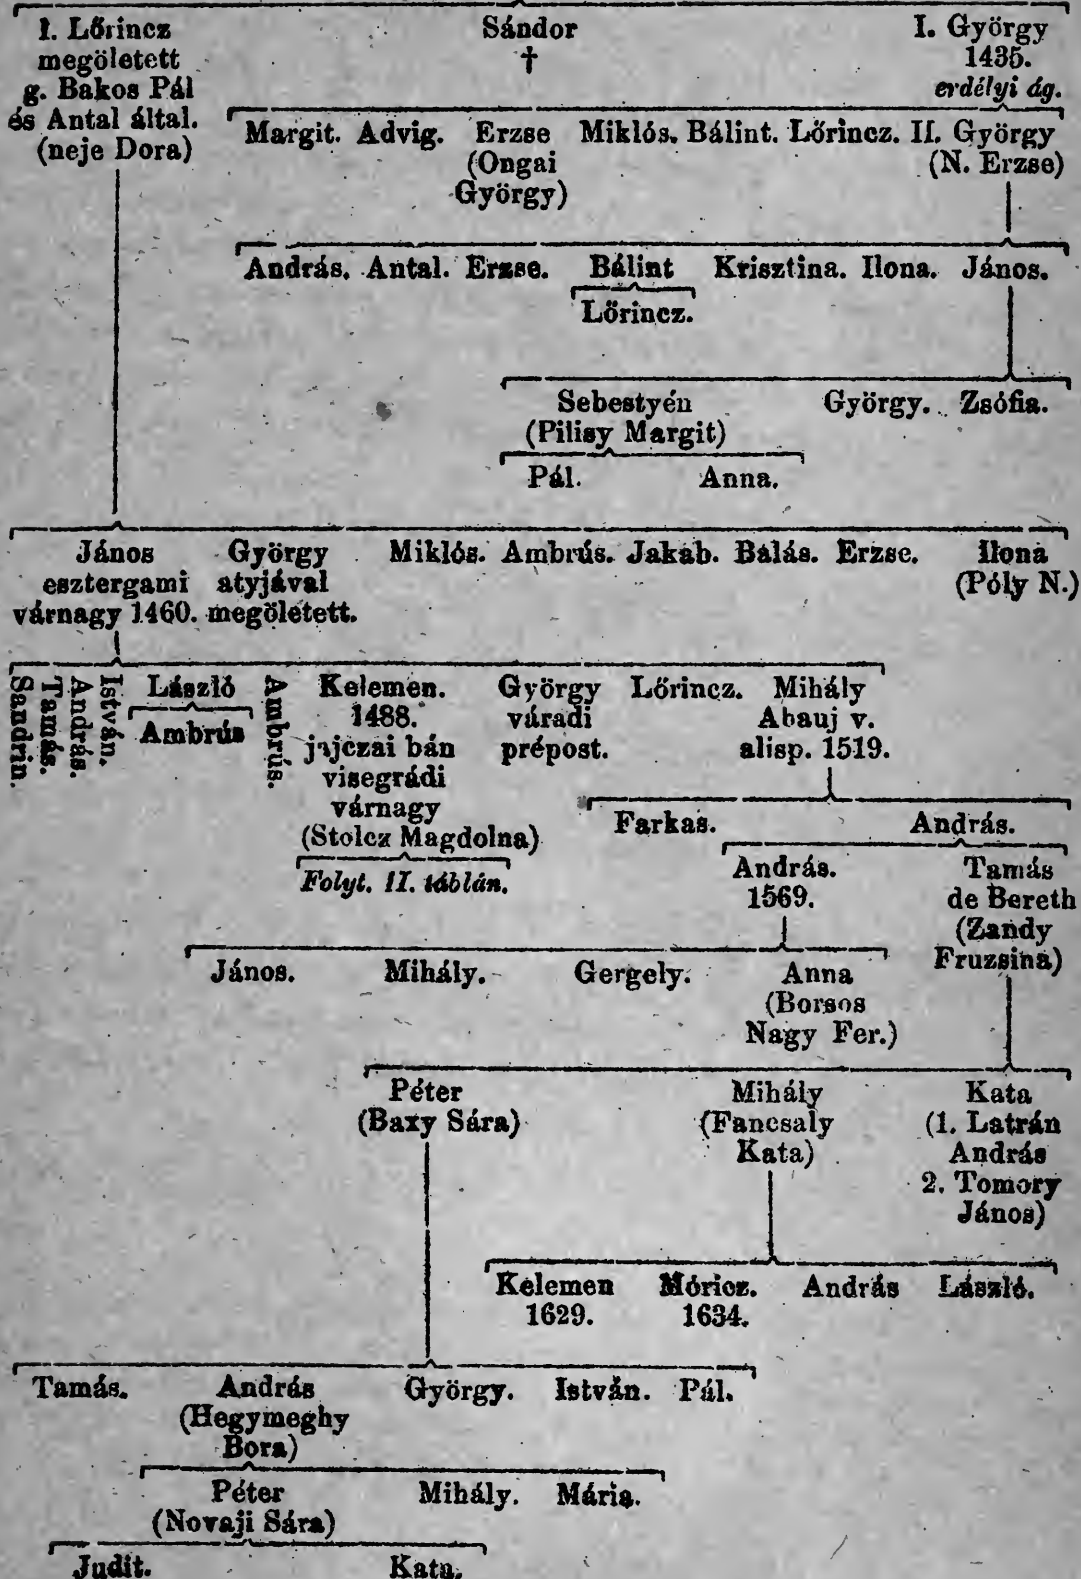 I. Lőrincz Sándor I. György
megöletett † 1435.
g. Bakos Pál erdélyi ág.
és Antal által.
(neje Dora)
Margit. Advig. Erzse Miklós. Bálint. Lőrincz. II. György
(Ongai (N. Erzse)
György)
András. Antal. Erzse. Bálint Krisztina. Ilona. János.
Lőrincz.
Sebestyén György. Zsófia.
(Pilisy Margit)
Pál. Anna.
János György Miklós. Ambrús. Jakab. Balás. Erzse. Ilona
esztergami atyjával (Póly N.)
várnagy 1460. megöletett.
Sandrin.
Tamás.
András.
István.
László Ambrús. Kelemen. György Lőrincz. Mihály
Ambrús 1488. váradi Abauj v.
jajczai bán prépost. alisp. 1519.
visegrádi
várnagy
(Stolcz Magdolna)
Folyt. II. táblán.
Farkas. András.
András. Tamás
1569. de Bereth
(Zandy
Fruzsina)
János. Mihály. Gergely. Anna
(Borsos
Nagy Fer.)
Péter Mihály Kata
(Baxy Sára) (Fancsaly (1. Latrán
Kata) András
2. Tomory
János)
Kelemen Móricz. András László.
1629. 1634.
Tamás. András György. István. Pál.
(Hegymeghy
Bora)
Péter Mihály. Mária.
(Novaji Sára)
Judit. Kata.